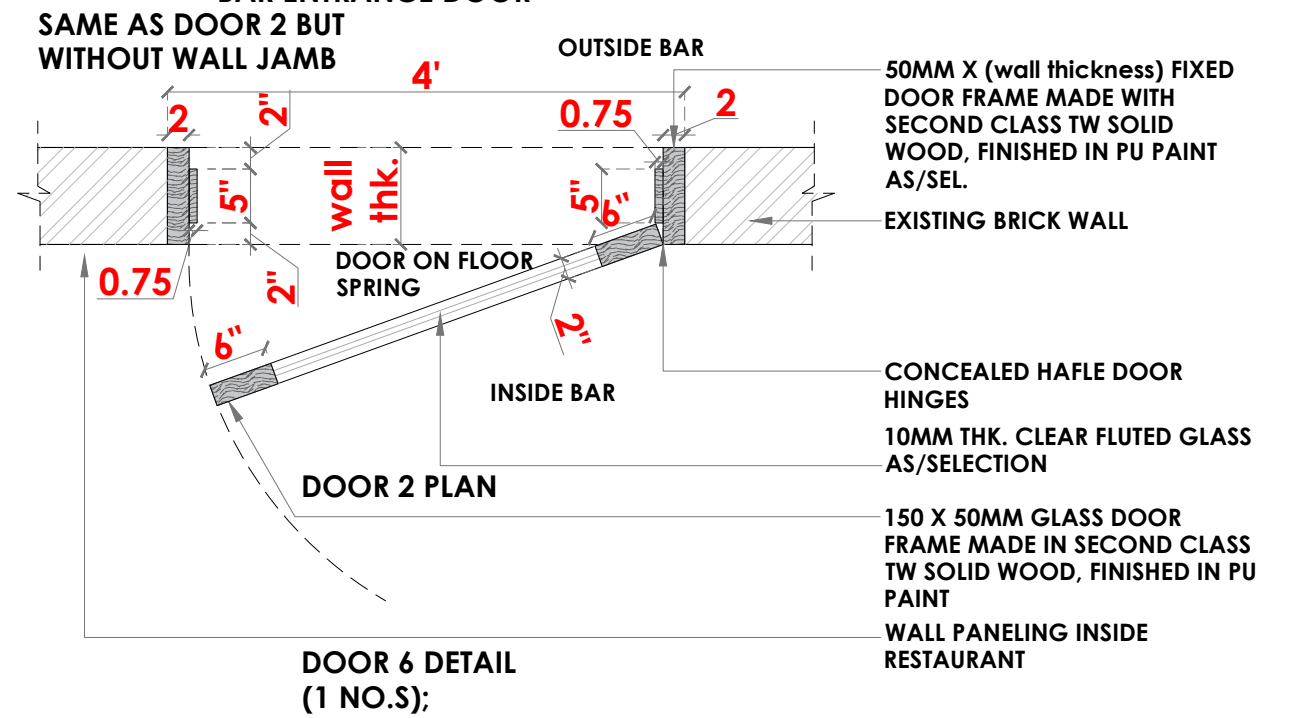 BAR ENTRANCE DOOR
SAME AS DOOR 2 BUT
WITHOUT WALL JAMB
OUTSIDE BAR
4'
2
2"
0.75
2
5"
wall
thk.
5"
6"
0.75
2"
DOOR ON FLOOR
SPRING
6"
2"
INSIDE BAR
DOOR 2 PLAN
50MM X (wall thickness) FIXED
DOOR FRAME MADE WITH
SECOND CLASS TW SOLID
WOOD, FINISHED IN PU PAINT
AS/SEL.
EXISTING BRICK WALL
CONCEALED HAFLE DOOR
HINGES
10MM THK. CLEAR FLUTED GLASS
AS/SELECTION
150 X 50MM GLASS DOOR
FRAME MADE IN SECOND CLASS
TW SOLID WOOD, FINISHED IN PU
PAINT
WALL PANELING INSIDE
RESTAURANT
DOOR 6 DETAIL
(1 NO.S);